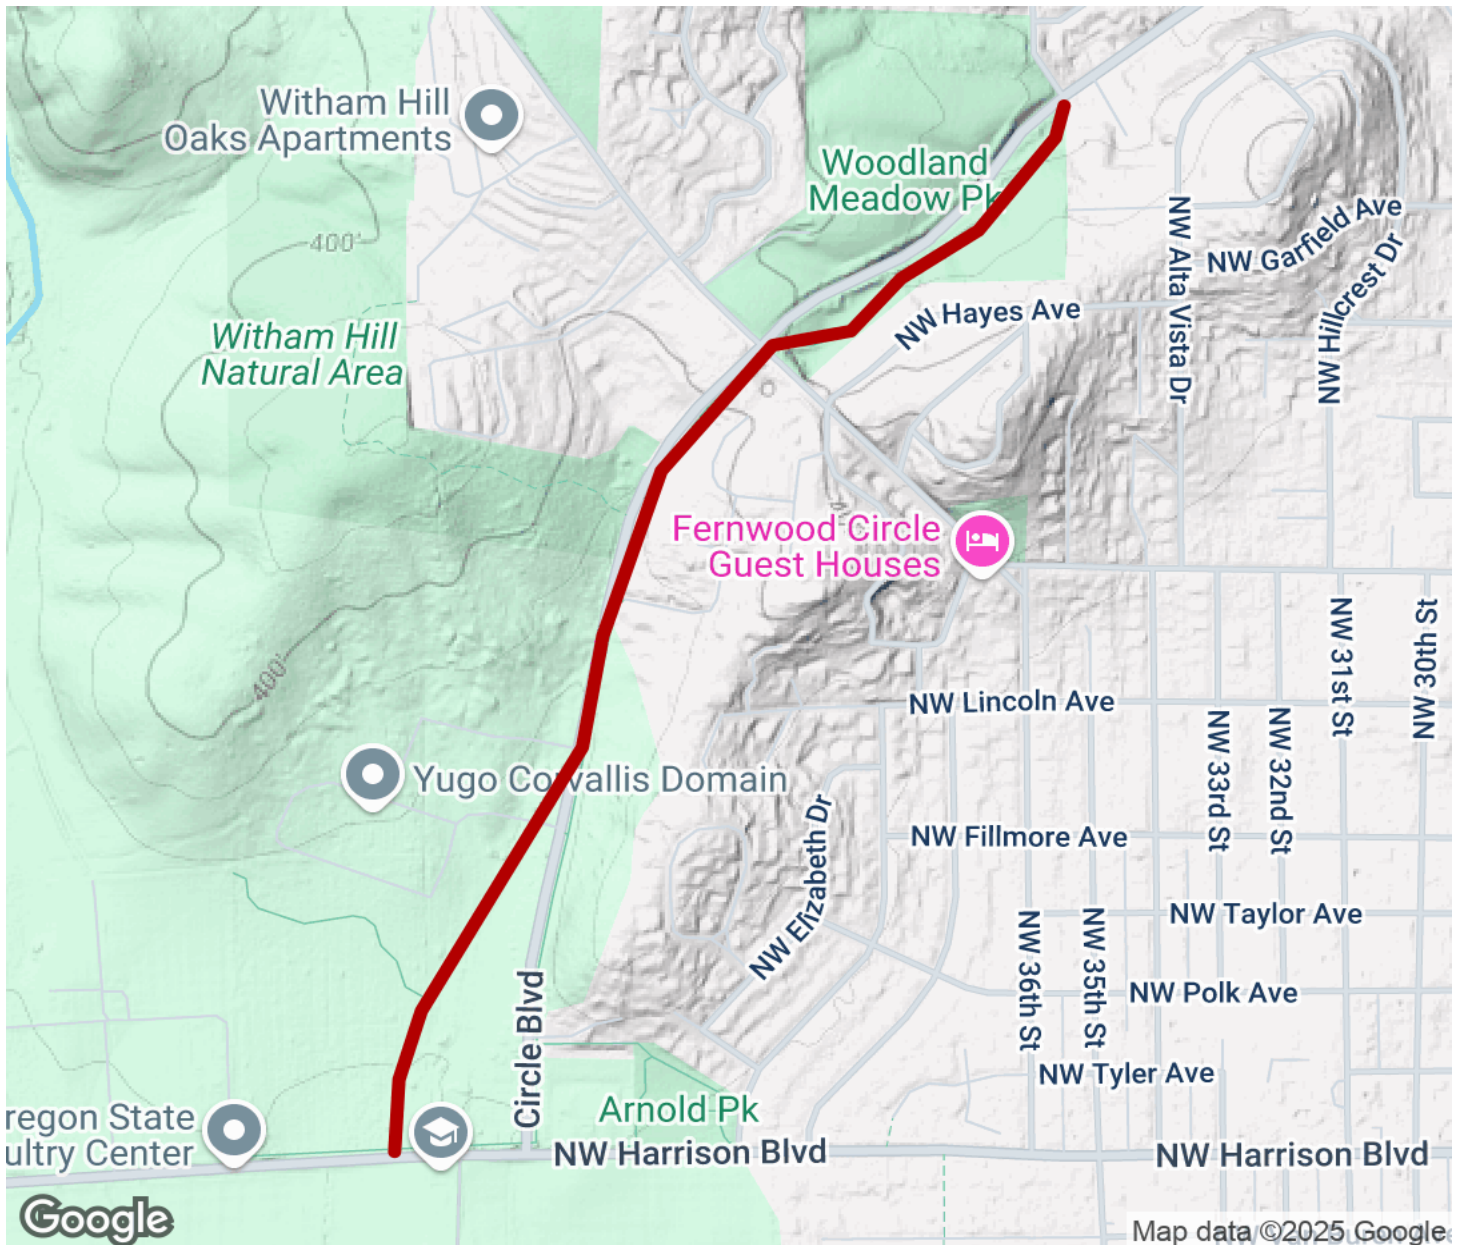 Witham Hill
Oaks Apartments
Woodland
Meadow Pk
400'
NW Garfield Ave
NW Alta Vista Dr
NW Hillcrest Dr
NW Hayes Ave
Witham Hill
Natural Area
Fernwood Circle
Guest Houses
400'
NW Lincoln Ave
NW 31st St
NW 30th St
NW 33rd St
NW 32nd St
Yugo Corvallis Domain
NW Elizabeth Dr
NW Fillmore Ave
NW Taylor Ave
NW 36th St
NW 35th St
NW Polk Ave
Circle Blvd
NW Tyler Ave
Arnold Pk
regon State
ultry Center
NW Harrison Blvd
NW Harrison Blvd
Google
Map data ©2025 Google